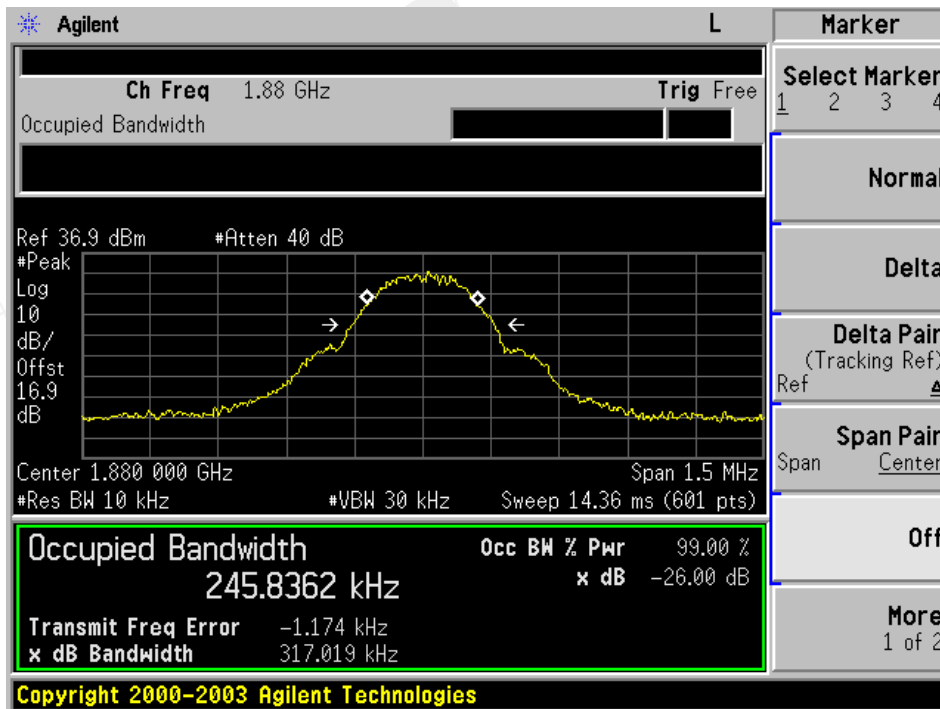 Agilent L Marker
Ch Freq 1.88 GHz Trig Free
Occupied Bandwidth
Select Marker
1 2 3 4
Normal
Delta
Delta Pair
(Tracking Ref)
Ref Δ
Span Pair
Span Center
Off
More
1 of 2
Ref 36.9 dBm #Atten 40 dB
#Peak
Log
10
dB/
Offst
16.9
dB
Center 1.880 000 GHz Span 1.5 MHz
#Res BW 10 kHz #VBW 30 kHz Sweep 14.36 ms (601 pts)
Occupied Bandwidth Occ BW % Pwr 99.00 %
245.8362 kHz x dB -26.00 dB
Transmit Freq Error -1.174 kHz
x dB Bandwidth 317.019 kHz
Copyright 2000-2003 Agilent Technologies